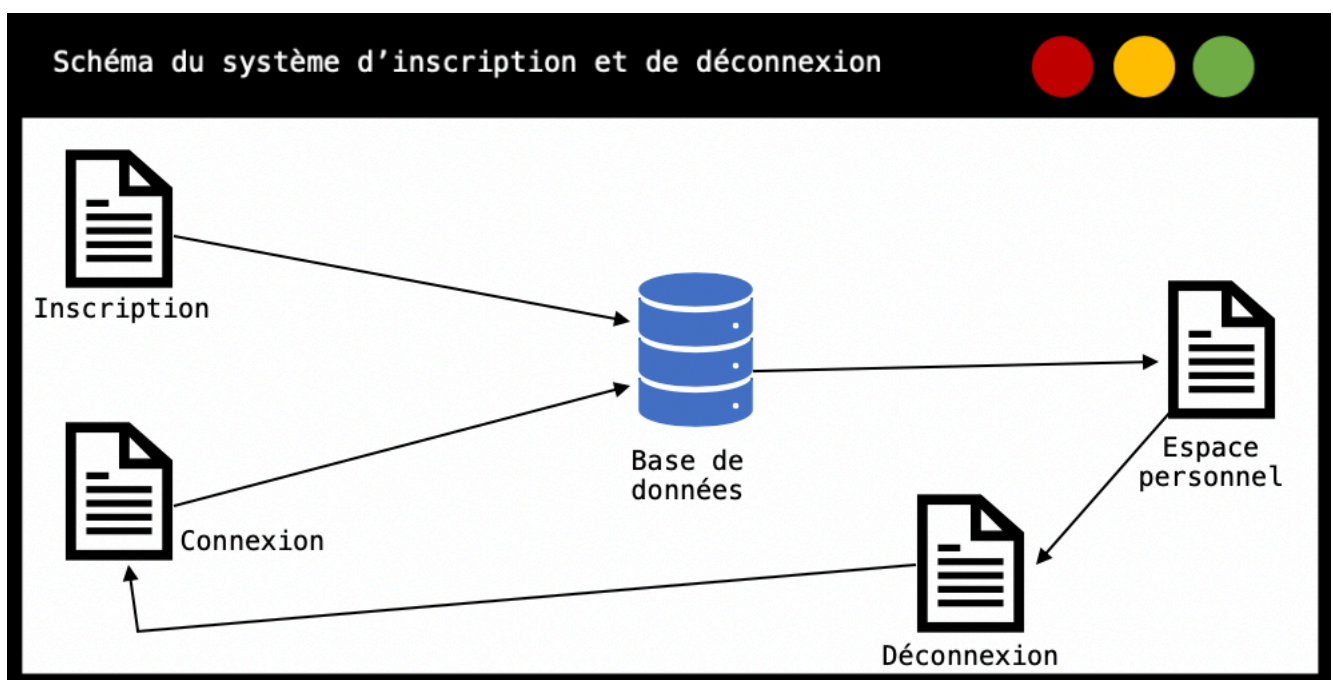 Schéma du système d’inscription et de déconnexion
Inscription
Connexion
Base de
données
Espace
personnel
Déconnexion